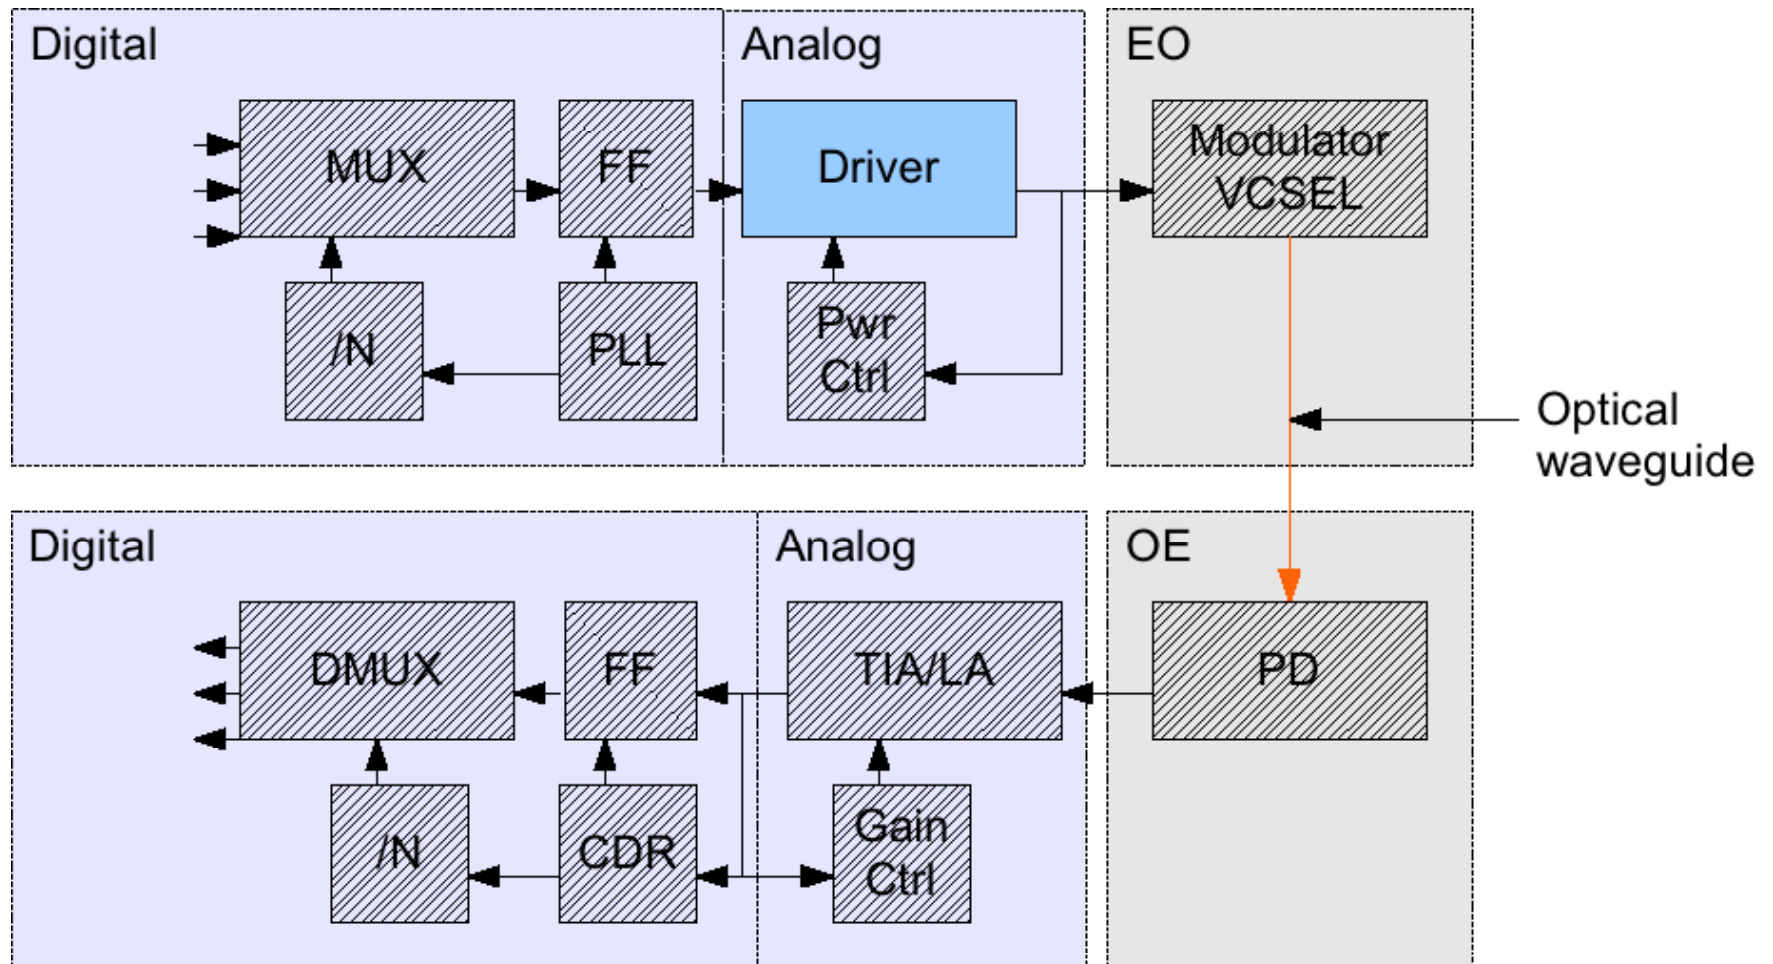 Digital
Analog
EO
MUX
FF
Driver
Modulator
VCSEL
/N
PLL
Pwr
Ctrl
Optical
waveguide
Digital
Analog
OE
DMUX
FF
TIA/LA
PD
/N
CDR
Gain
Ctrl